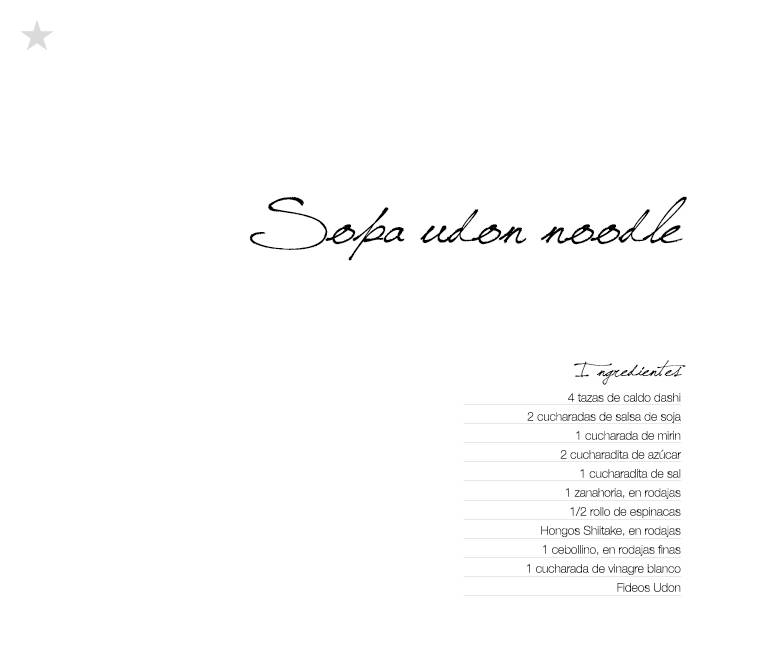 Sopa udon noodle
Ingredientes
4 tazas de caldo dashi
2 cucharadas de salsa de soja
1 cucharada de mirin
2 cucharadita de azúcar
1 cucharadita de sal
1 zanahoria, en rodajas
1/2 rollo de espinacas
Hongos Shiitake, en rodajas
1 cebollino, en rodajas finas
1 cucharada de vinagre blanco
Fideos Udon